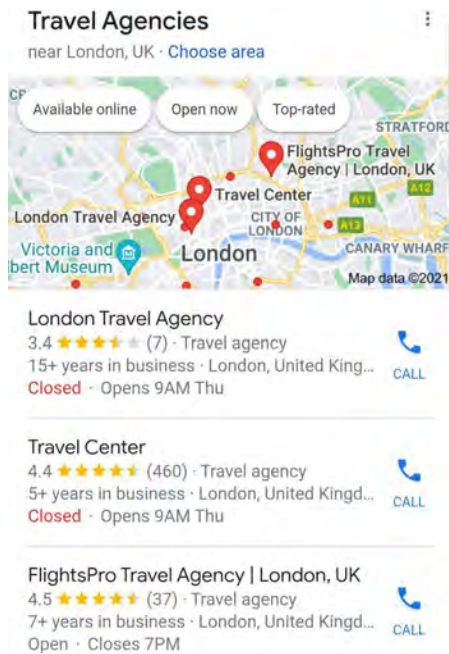 Travel Agencies
near London, UK · Choose area
Available online
Open now
Top-rated
STRATFORD
FlightsPro Travel
Agency | London, UK
Travel Center
A12
A11
London Travel Agency
CITY OF
LONDON
A13
Victoria and
lbert Museum
London
CANARY WHARF
Map data ©2021
London Travel Agency
3.4 (7) · Travel agency
15+ years in business · London, United King...
Closed · Opens 9AM Thu
CALL
Travel Center
4.4 (460) · Travel agency
5+ years in business · London, United Kingd...
Closed · Opens 9AM Thu
CALL
FlightsPro Travel Agency | London, UK
4.5 (37) · Travel agency
7+ years in business · London, United Kingd...
Open · Closes 7PM
CALL